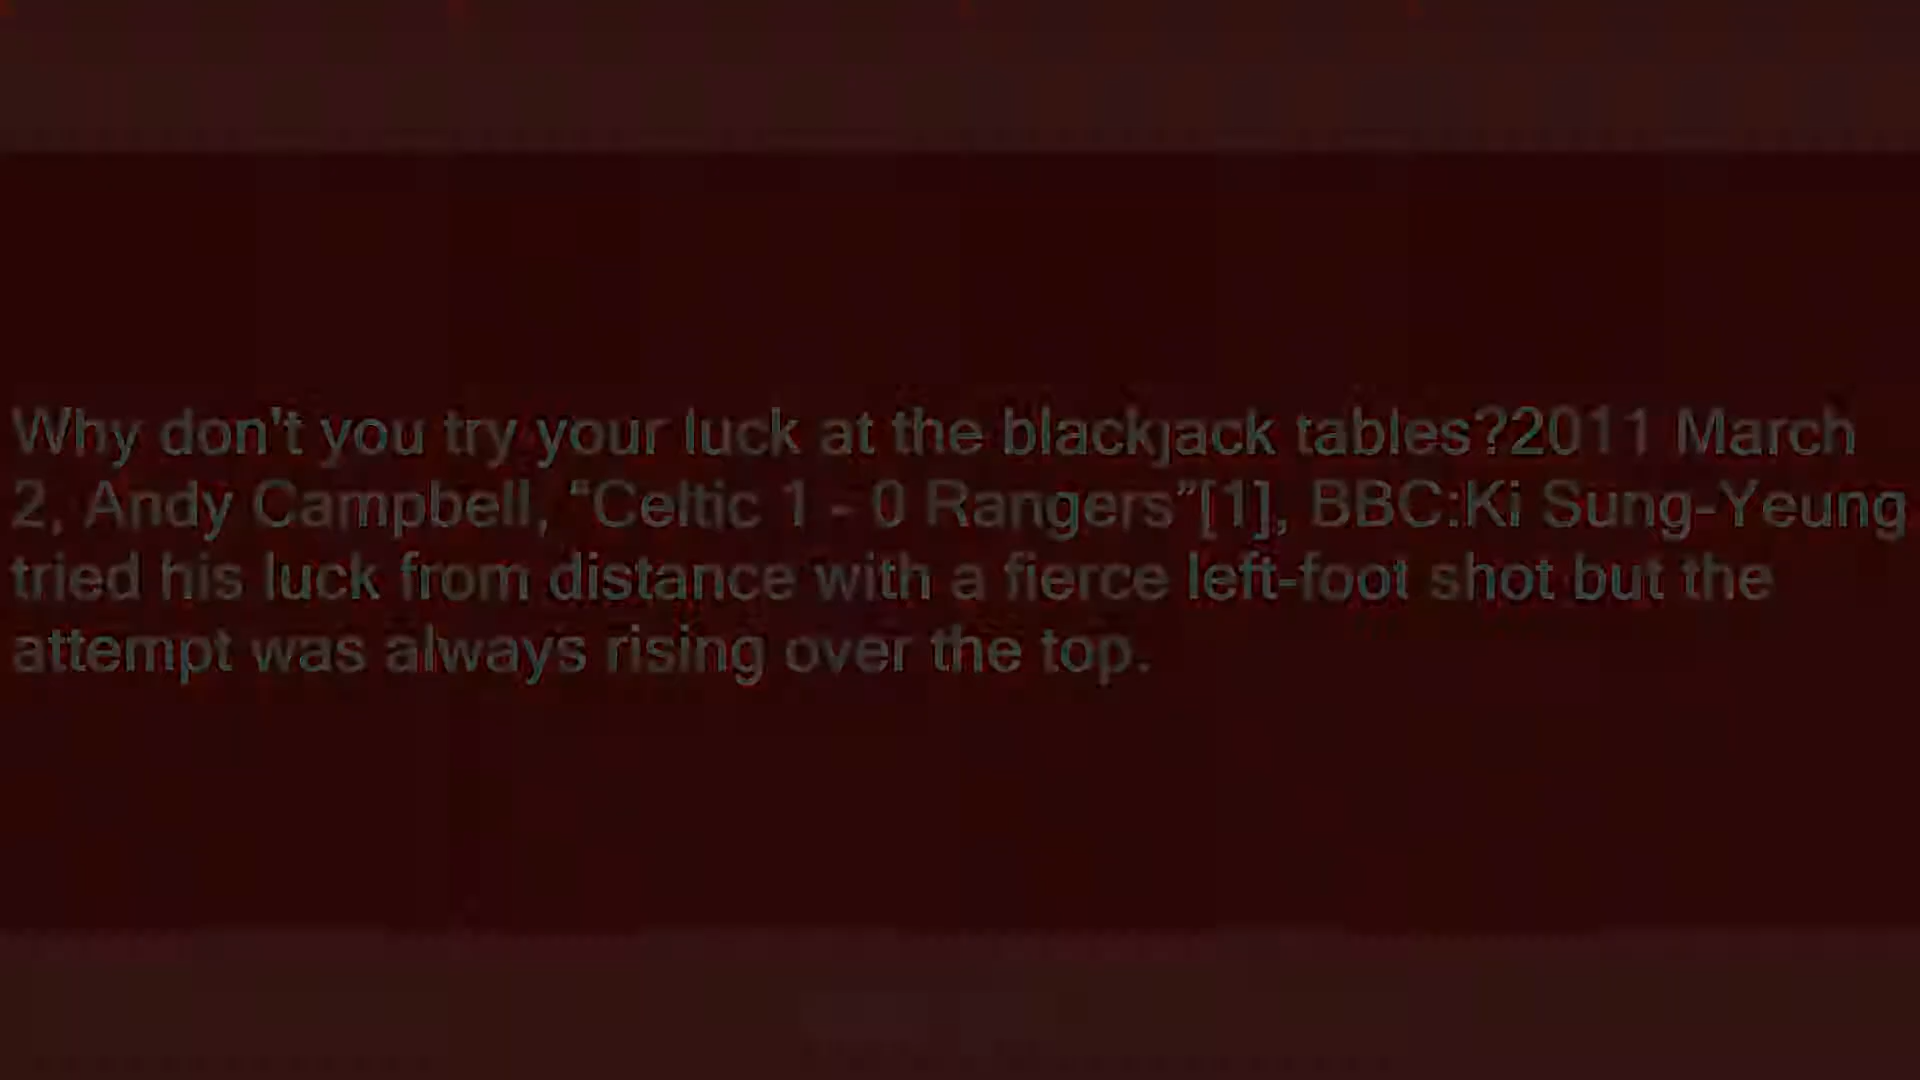 Why don't you try your luck at the blackjack tables?2011 March
2, Andy Campbell, “Celtic 1 - 0 Rangers”[1], BBC:Ki Sung-Yeung
tried his luck from distance with a fierce left-foot shot but the
attempt was always rising over the top.